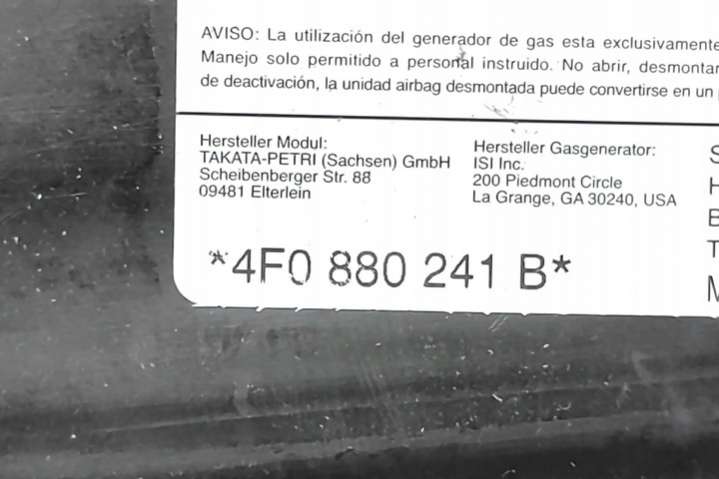 AVISO: La utilización del generador de gas esta exclusivamente
Manejo solo permitido a personal instruido. No abrir, desmontar
de deactivación, la unidad airbag desmontada puede convertirse en un
Hersteller Modul:
TAKATA-PETRI (Sachsen) GmbH
Scheibenberger Str. 88
09481 Elterlein
Hersteller Gasgenerator:
ISI Inc.
200 Piedmont Circle
La Grange, GA 30240, USA
*4F0 880 241 B*